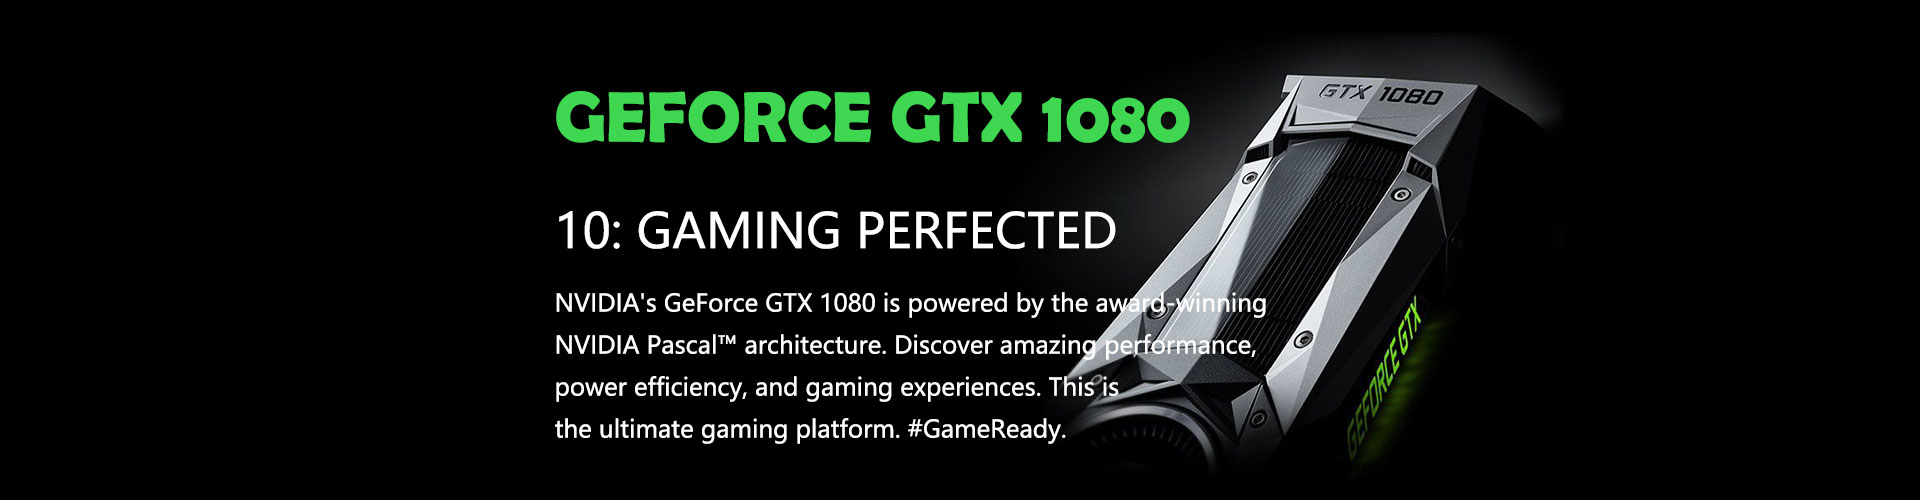 GEFORCE GTX 1080
GTX 1080
10: GAMING PERFECTED
NVIDIA's GeForce GTX 1080 is powered by the award-winning
NVIDIA Pascal™ architecture. Discover amazing performance,
power efficiency, and gaming experiences. This is
the ultimate gaming platform. #GameReady.
GEFORCE GTX